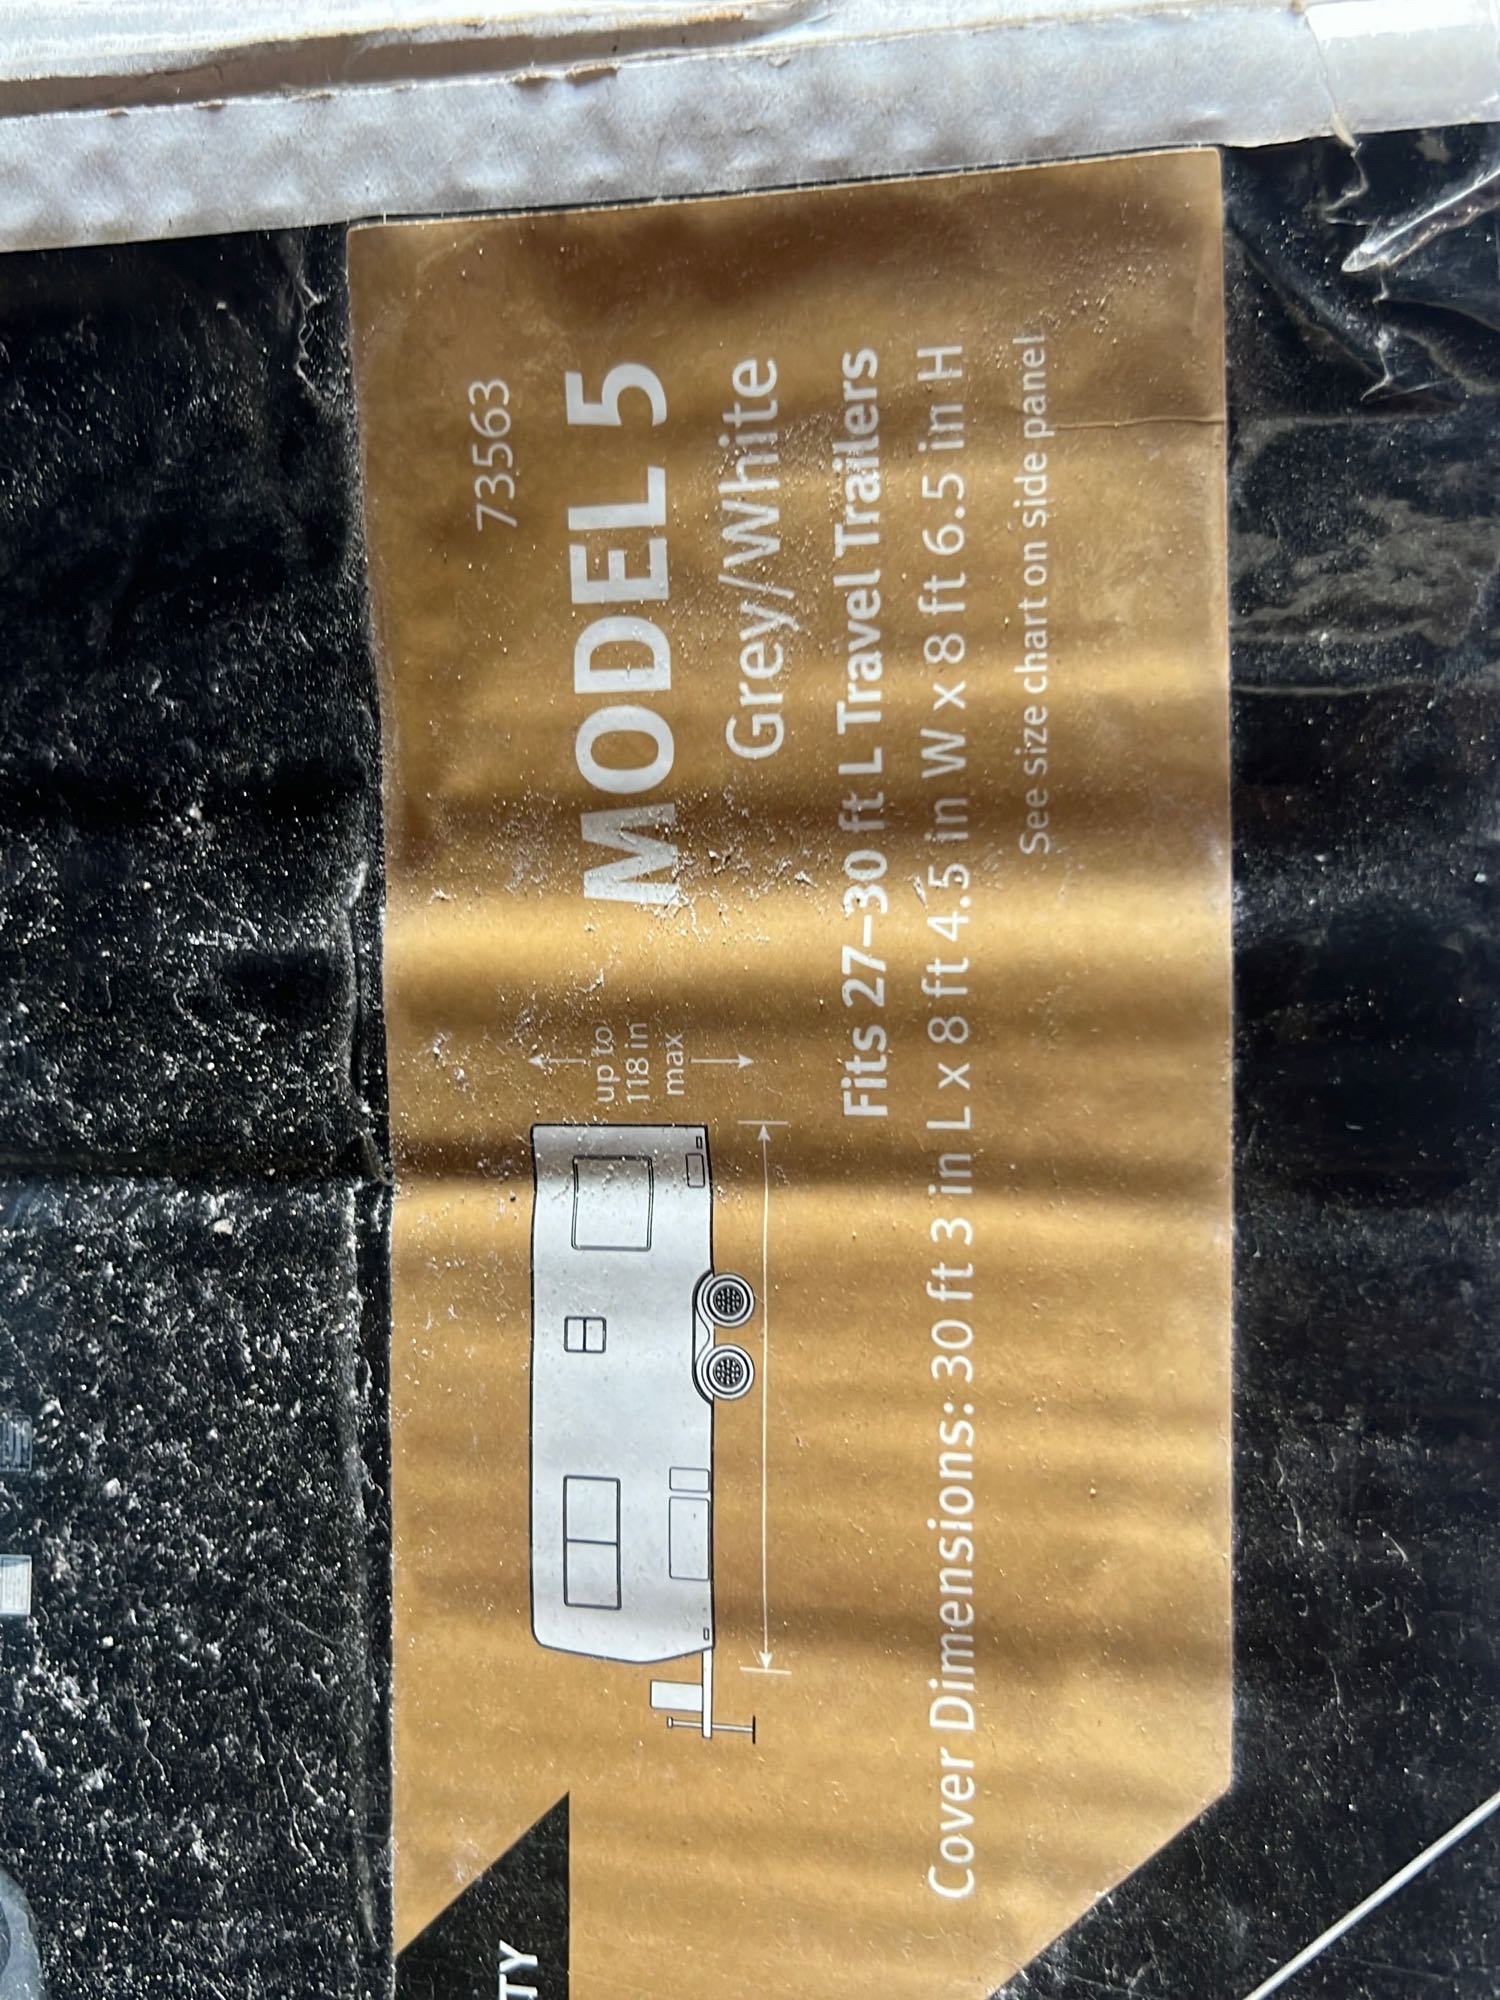 73563
MODEL 5
Grey/White
up to
118 in
max
Fits 27–30 ft L Travel Trailers
Cover Dimensions: 30 ft 3 in L x 8 ft 4.5 in W x 8 ft 6.5 in H
See size chart on side panel
TY